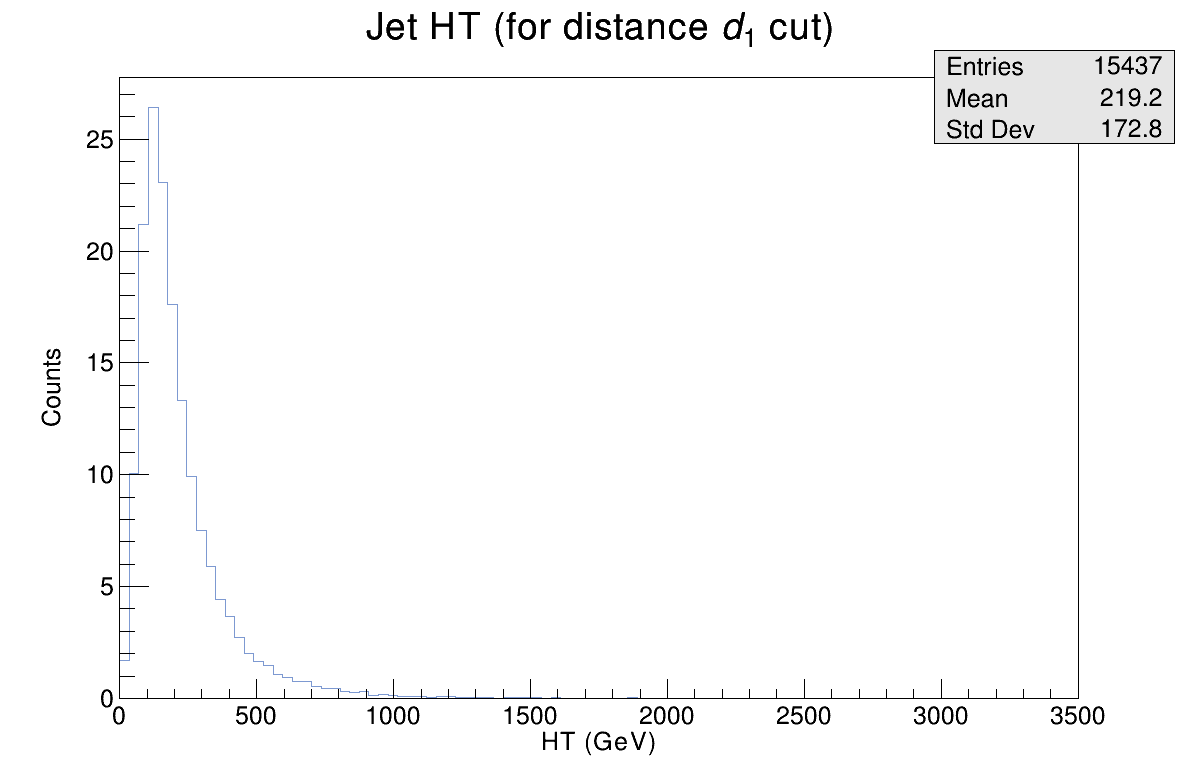 Jet HT (for distance d₁ cut)
Entries 15437
Mean 219.2
Std Dev 172.8
25
20
15
10
5
0
Counts
0 500 1000 1500 2000 2500 3000 3500
HT (GeV)